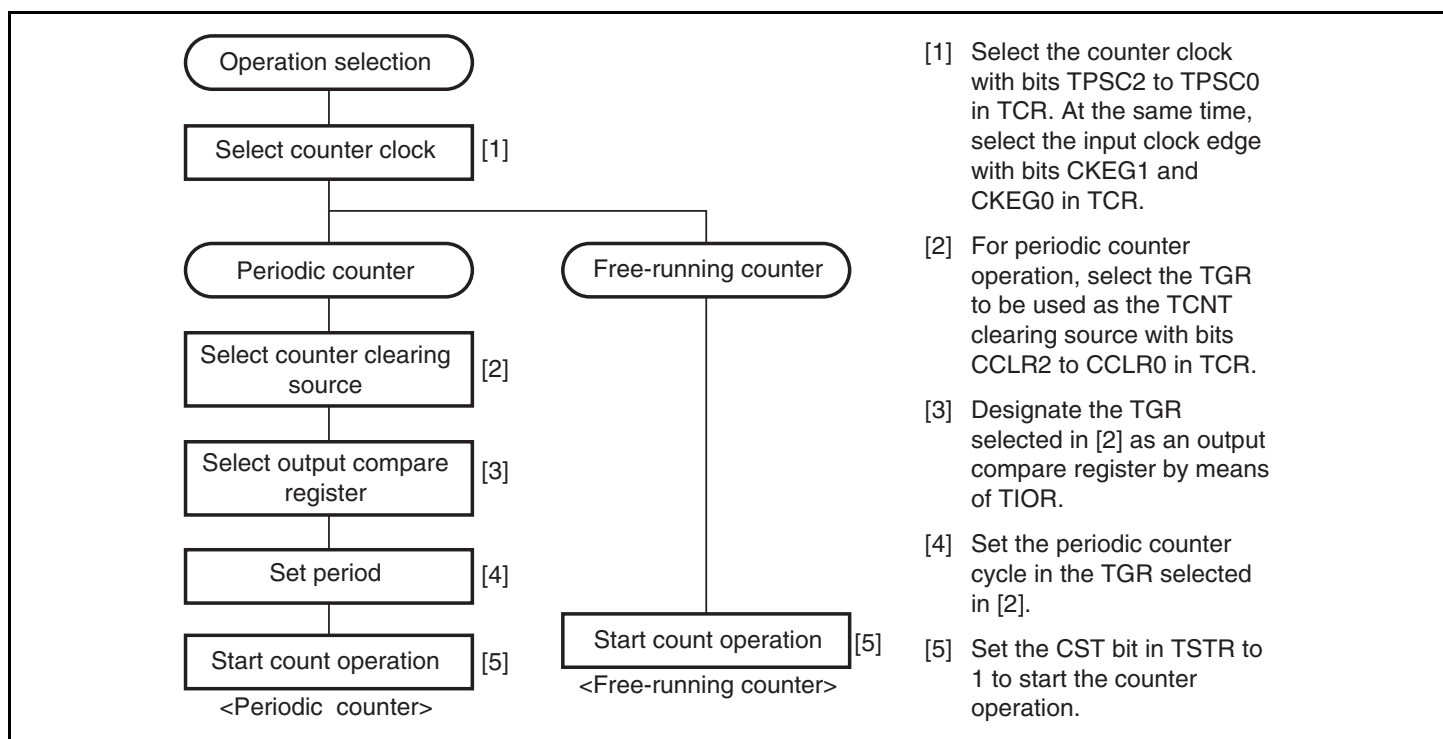 Operation selection
Select counter clock
[1]
Periodic counter
Free-running counter
Select counter clearing
source
[2]
Select output compare
register
[3]
Set period
[4]
Start count operation
[5]
<Periodic counter>
Start count operation
[5]
<Free-running counter>
[1] Select the counter clock
with bits TPSC2 to TPSC0
in TCR. At the same time,
select the input clock edge
with bits CKEG1 and
CKEG0 in TCR.
[2] For periodic counter
operation, select the TGR
to be used as the TCNT
clearing source with bits
CCLR2 to CCLR0 in TCR.
[3] Designate the TGR
selected in [2] as an output
compare register by means
of TIOR.
[4] Set the periodic counter
cycle in the TGR selected
in [2].
[5] Set the CST bit in TSTR to
1 to start the counter
operation.